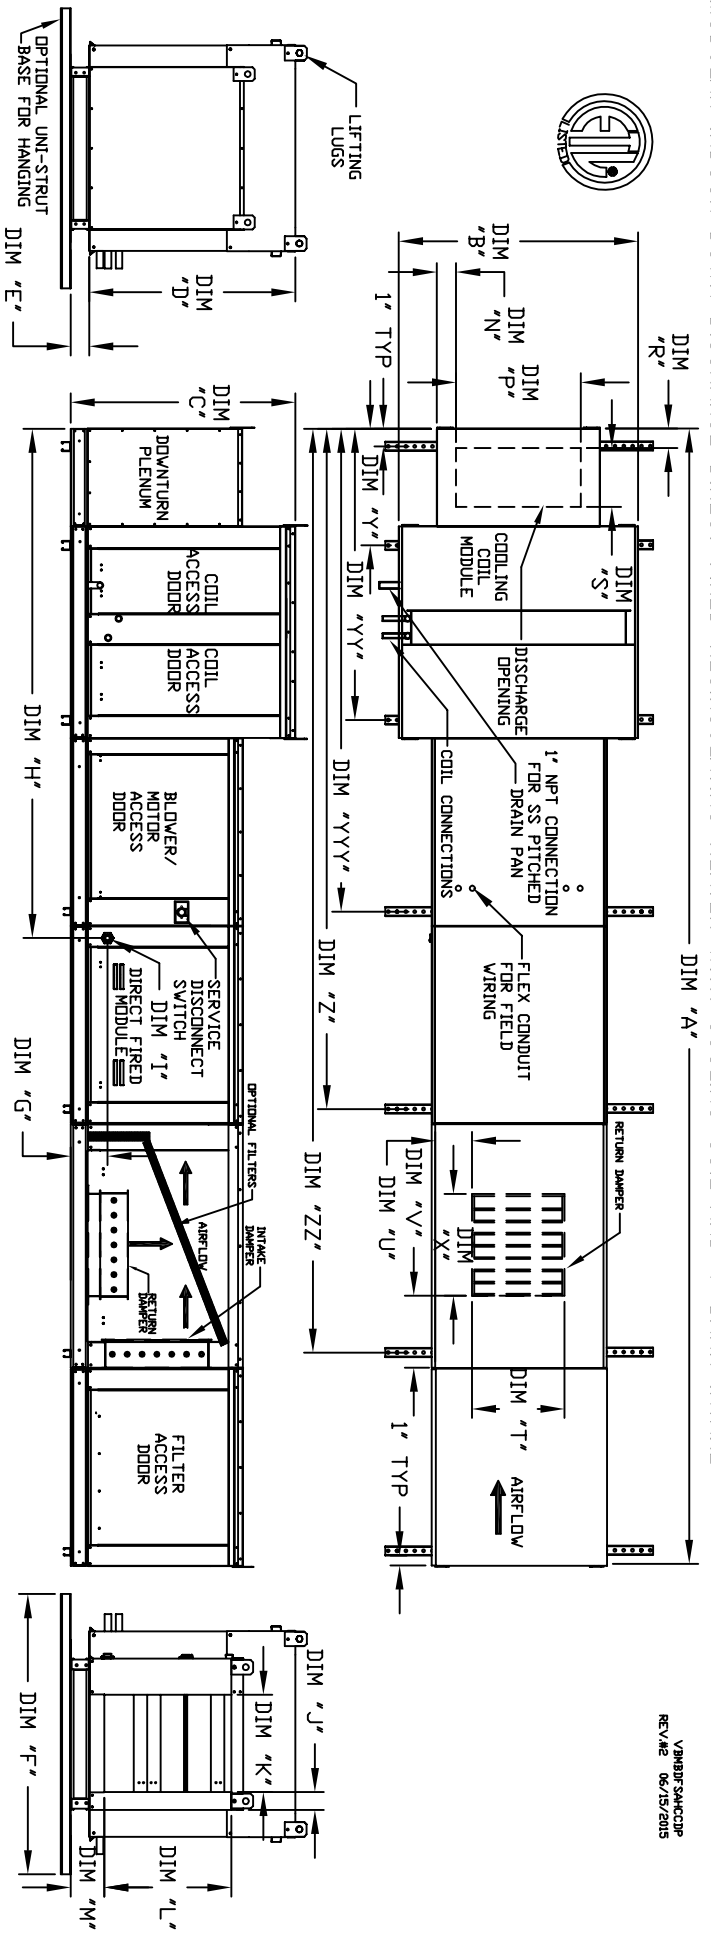 VBMBDFSAHCCDP
REV.#2 06/15/2015
LISTED
DIM "A"
DIM
"R"
DIM
"S"
DIM
"B"
DIM
"N"
DIM
"P"
1" TYP
COOLING
COIL
MODULE
DISCHARGE
OPENING
1" NPT CONNECTION
FOR SS PITCHED
DRAIN PAN
COIL CONNECTIONS
FLEX CONDUIT
FOR FIELD
WIRING
RETURN DAMPER
DIM
"X"
DIM "V"
DIM "U"
DIM "T"
AIRFLOW
1" TYP
DIM "Y"
DIM "YY"
DIM "YYY"
DIM "Z"
DIM "ZZ"
LIFTING
LUGS
OPTIONAL UNI-STRUT
BASE FOR HANGING
DIM
"D"
DIM "E"
DIM
"C"
DOWNTURN
PLENUM
COIL
ACCESS
DOOR
COIL
ACCESS
DOOR
BLOWER/
MOTOR
ACCESS
DOOR
SERVICE
DISCONNECT
SWITCH
DIM "I"
DIRECT FIRED
MODULE
OPTIONAL FILTERS
INTAKE
DAMPER
AIRFLOW
RETURN
DAMPER
FILTER
ACCESS
DOOR
DIM "H"
DIM "G"
DIM "J"
DIM "K"
DIM "L"
DIM "M"
DIM "F"